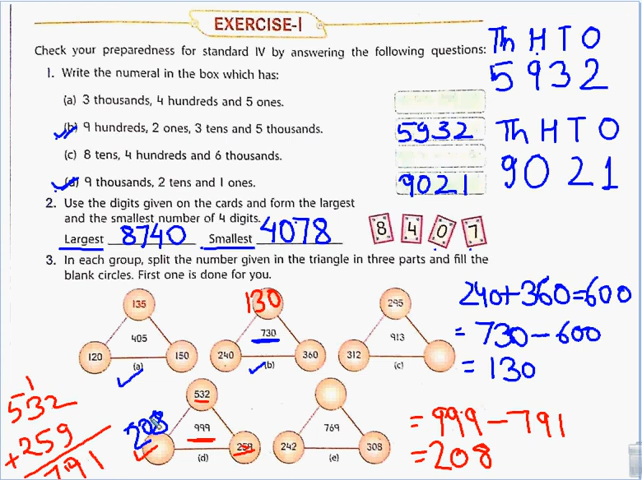 EXERCISE-I
Check your preparedness for standard IV by answering the following questions:
1. Write the numeral in the box which has:
(a) 3 thousands, 4 hundreds and 5 ones.
(b) 9 hundreds, 2 ones, 3 tens and 5 thousands. 5932
(c) 8 tens, 4 hundreds and 6 thousands.
(d) 9 thousands, 2 tens and 1 ones. 9021
Th H T O
5 9 3 2
Th H T O
9 0 2 1
2. Use the digits given on the cards and form the largest
and the smallest number of 4 digits.
8 4 0 7
Largest 8740 Smallest 4078
3. In each group, split the number given in the triangle in three parts and fill the
blank circles. First one is done for you.
135
405
120 150
(a)
130
730
240 360
(b)
295
913
312
(c)
240+360=600
= 730-600
= 130
532
999
208 259
(d)
769
242 308
(e)
1
532
+259
791
= 999-791
= 208